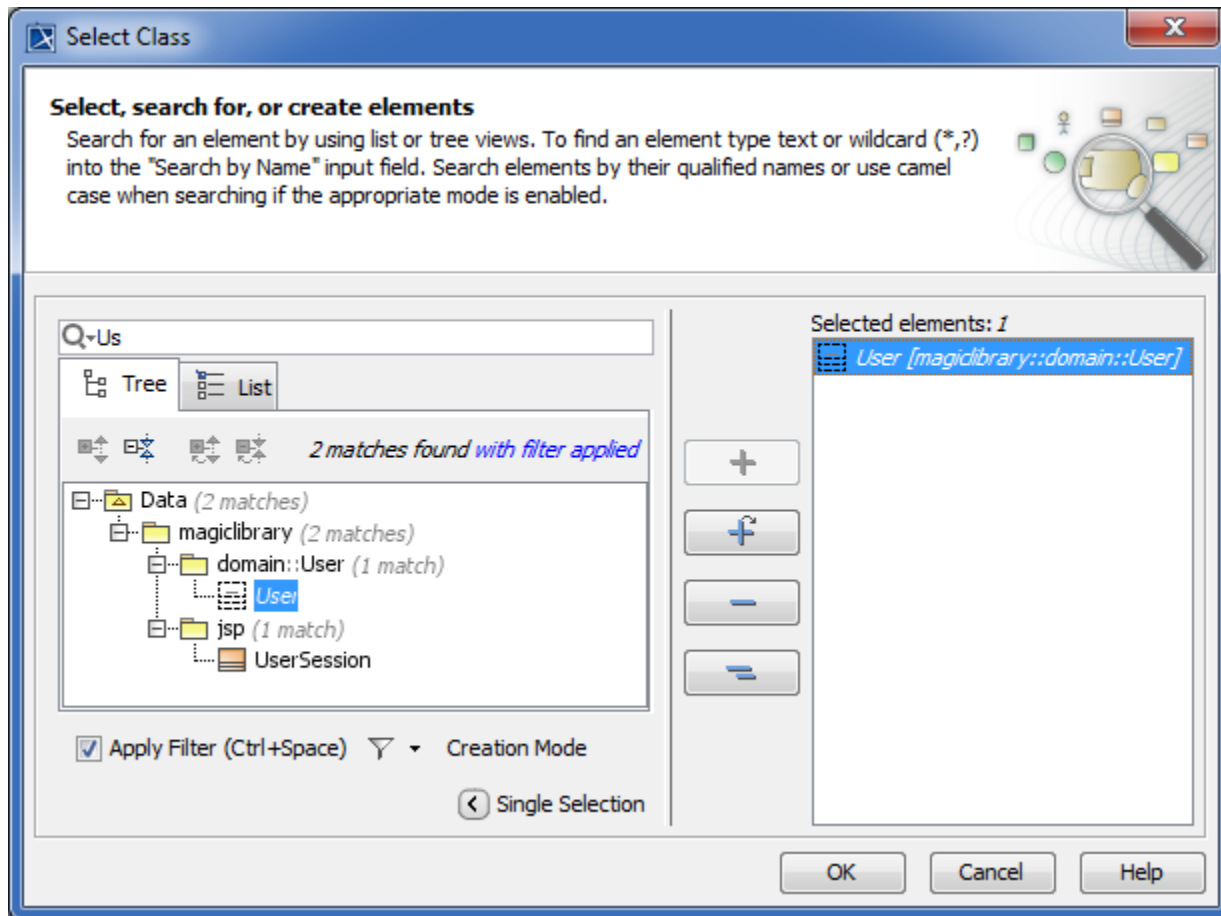 Select Class
Select, search for, or create elements
Search for an element by using list or tree views. To find an element type text or wildcard (*,?)
into the "Search by Name" input field. Search elements by their qualified names or use camel
case when searching if the appropriate mode is enabled.
Us
Tree
List
2 matches found with filter applied
Data (2 matches)
magiclibrary (2 matches)
domain::User (1 match)
User
jsp (1 match)
UserSession
Apply Filter (Ctrl+Space)
Creation Mode
Single Selection
Selected elements: 1
User [magiclibrary::domain::User]
OK
Cancel
Help